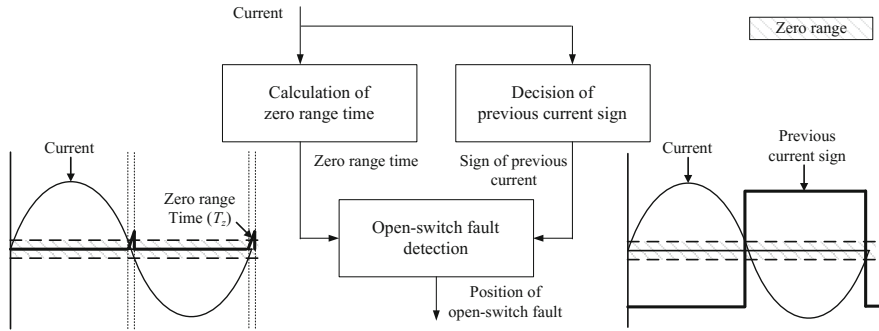 Current
Zero range
Calculation of
zero range time
Decision of
previous current sign
Zero range time
Sign of previous
current
Current
Zero range
Time (Tz)
Current
Previous
current sign
Open-switch fault
detection
Position of
open-switch fault